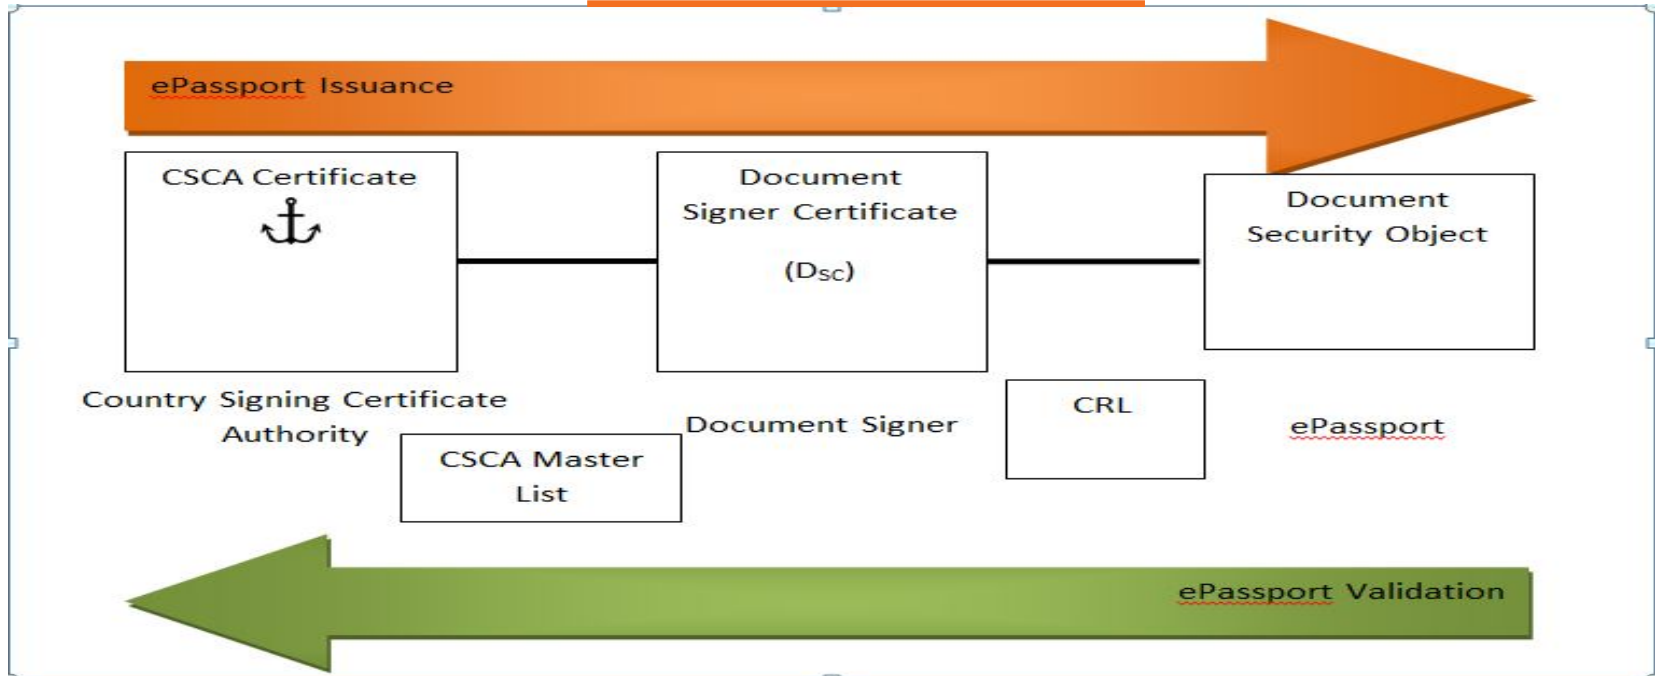 ePassport Issuance
CSCA Certificate
Document
Signer Certificate
(DSC)
Document
Security Object
Country Signing Certificate
Authority
CSCA Master
List
Document Signer
CRL
ePassport
ePassport Validation